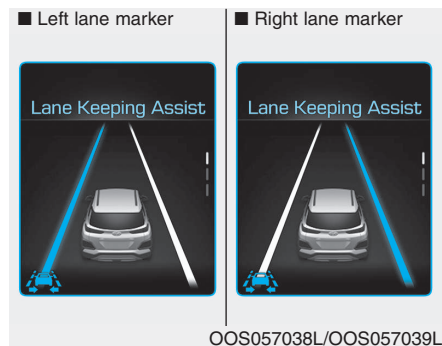 ■ Left lane marker
■ Right lane marker
Lane Keeping Assist
Lane Keeping Assist
OOS057038L/OOS057039L